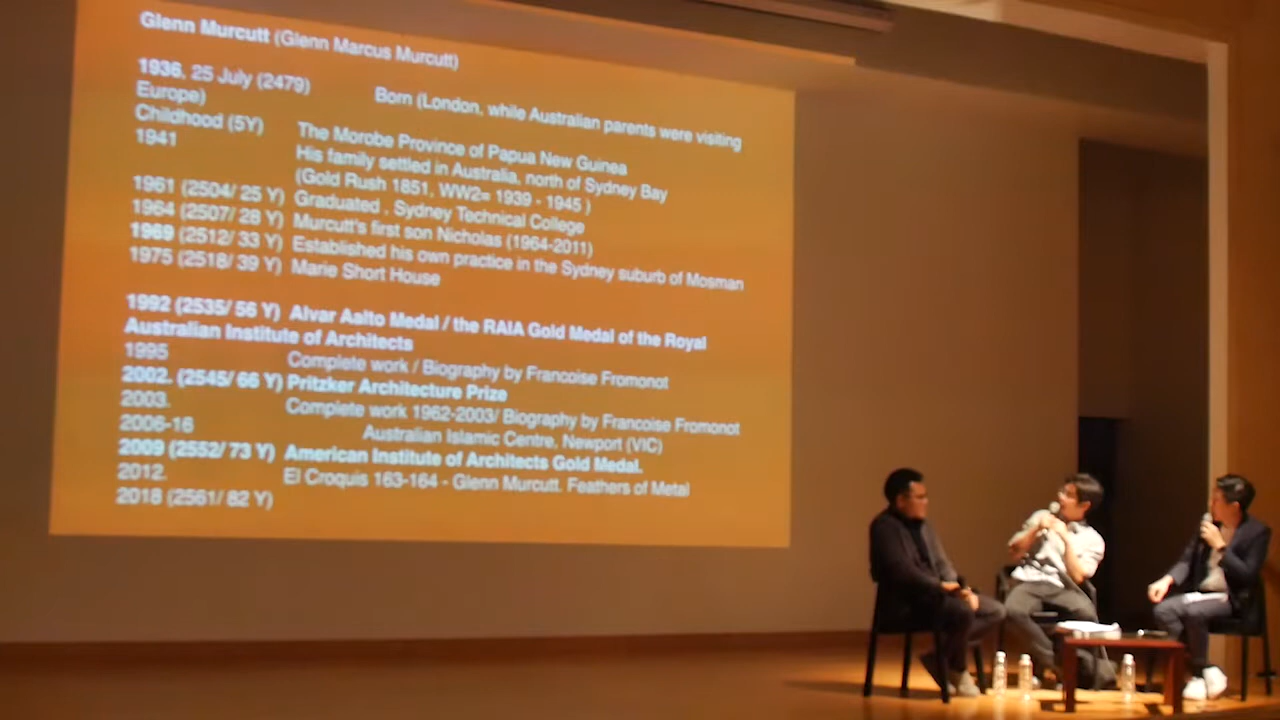 Glenn Murcutt (Glenn Marcus Murcutt)
1936, 25 July (2479) Born (London, while Australian parents were visiting
Europe)
Childhood (5Y) The Morobe Province of Papua New Guinea
1941 His family settled in Australia, north of Sydney Bay
(Gold Rush 1851, WW2= 1939 - 1945 )
1961 (2504/ 25 Y) Graduated , Sydney Technical College
1964 (2507/ 28 Y) Murcutt's first son Nicholas (1964-2011)
1969 (2512/ 33 Y) Established his own practice in the Sydney suburb of Mosman
1975 (2518/ 39 Y) Marie Short House
1992 (2535/ 56 Y) Alvar Aalto Medal / the RAIA Gold Medal of the Royal
Australian Institute of Architects
1995 Complete work / Biography by Francoise Fromonot
2002. (2545/ 66 Y) Pritzker Architecture Prize
2003. Complete work 1962-2003/ Biography by Francoise Fromonot
2006-16 Australian Islamic Centre, Newport (VIC)
2009 (2552/ 73 Y) American Institute of Architects Gold Medal.
2012. El Croquis 163-164 - Glenn Murcutt. Feathers of Metal
2018 (2561/ 82 Y)